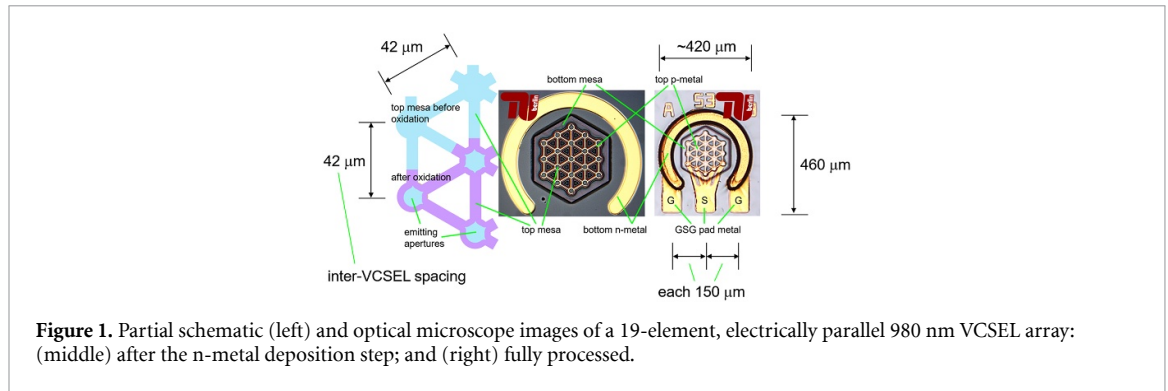 42 μm
~420 μm
bottom mesa
top p-metal
top mesa before
oxidation
42 μm
after oxidation
460 μm
emitting
apertures
top mesa
bottom n-metal
GSG pad metal
A
S3
G
S
G
berlin
berlin
inter-VCSEL spacing
each 150 μm
Figure 1. Partial schematic (left) and optical microscope images of a 19-element, electrically parallel 980 nm VCSEL array:
(middle) after the n-metal deposition step; and (right) fully processed.